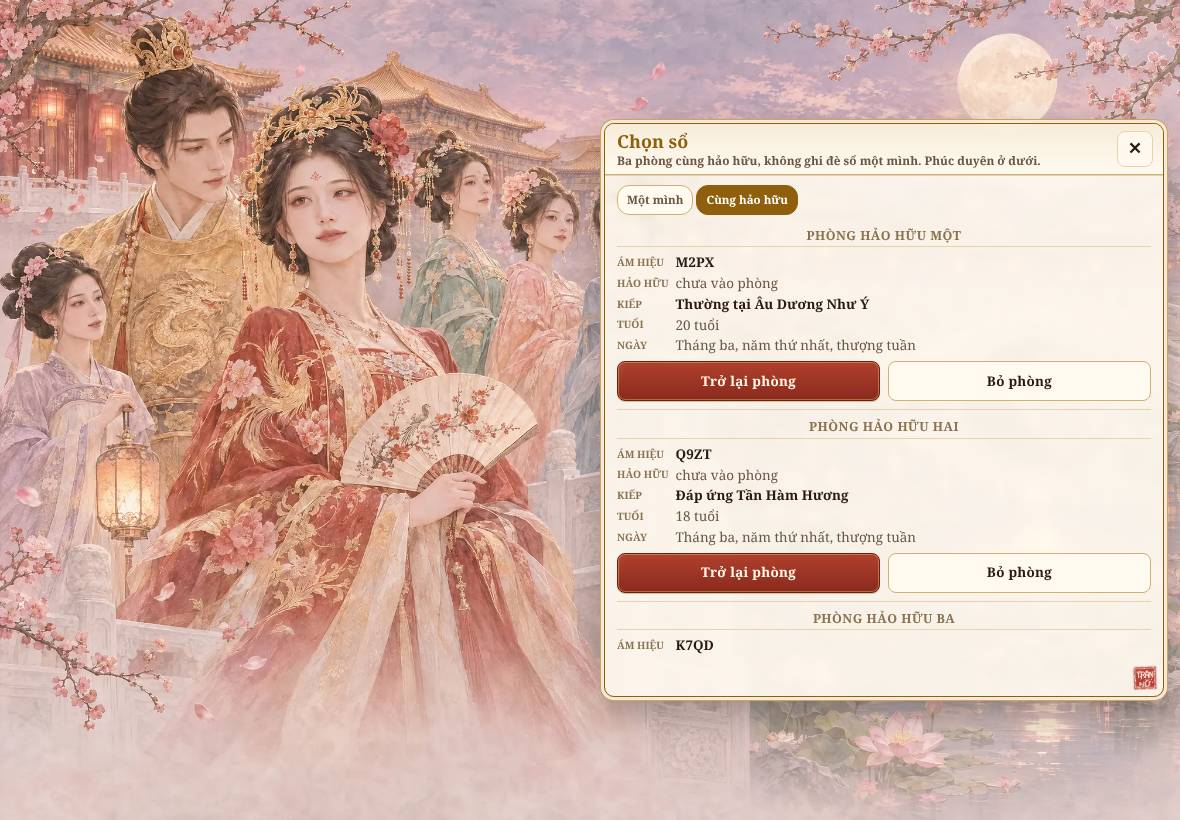 Chọn sổ
Ba phòng cùng hảo hữu, không ghi đè sổ một mình. Phúc duyên ở dưới.
✕
Một mình
Cùng hảo hữu
PHÒNG HẢO HỮU MỘT
ÁM HIỆU M2PX
HẢO HỮU chưa vào phòng
KIẾP Thường tại Âu Dương Như Ý
TUỔI 20 tuổi
NGÀY Tháng ba, năm thứ nhất, thượng tuần
Trở lại phòng
Bỏ phòng
PHÒNG HẢO HỮU HAI
ÁM HIỆU Q9ZT
HẢO HỮU chưa vào phòng
KIẾP Đáp ứng Tần Hàm Hương
TUỔI 18 tuổi
NGÀY Tháng ba, năm thứ nhất, thượng tuần
Trở lại phòng
Bỏ phòng
PHÒNG HẢO HỮU BA
ÁM HIỆU K7QD